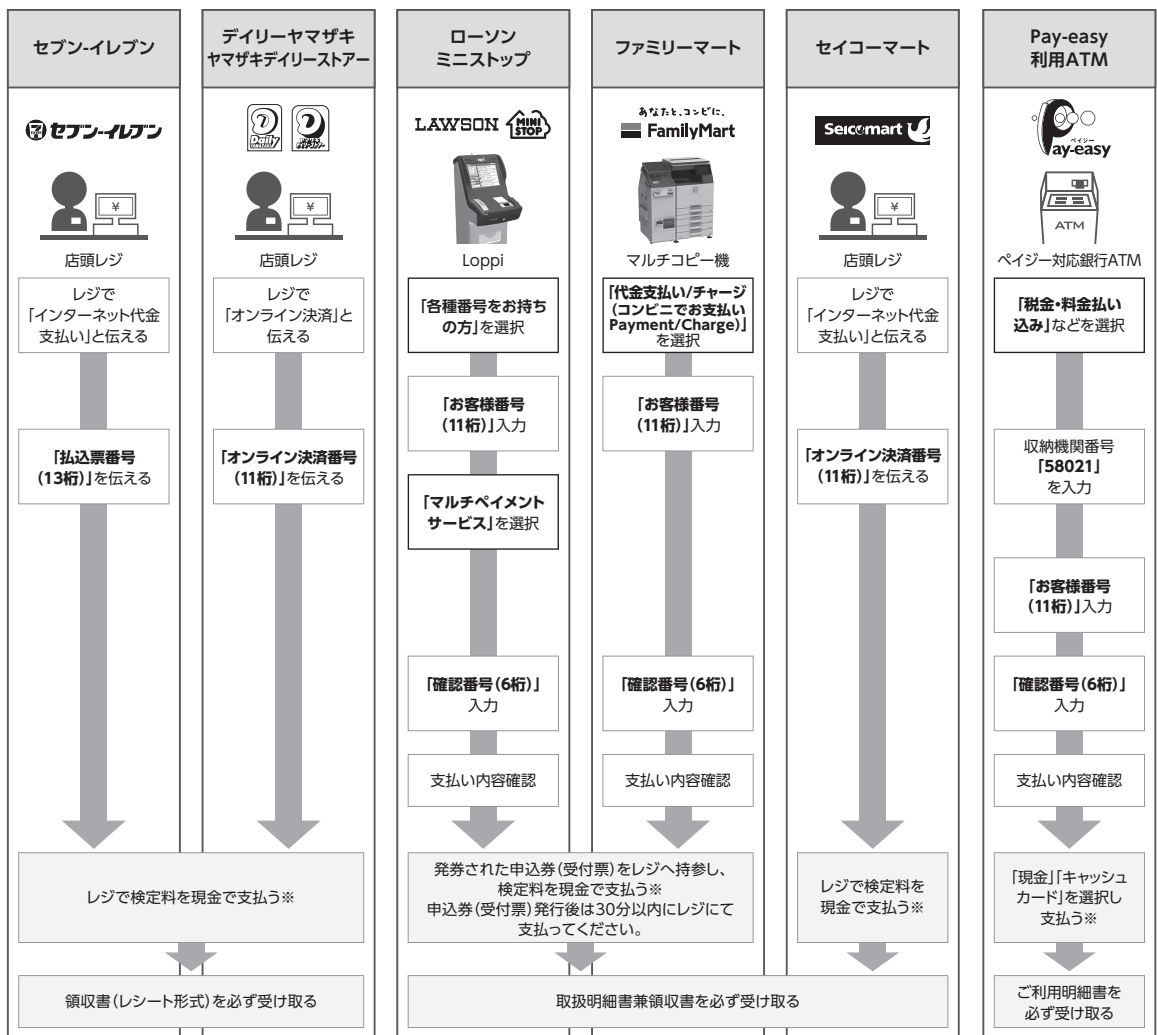 セブン-イレブン
デイリーヤマザキ
ヤマザキデイリーストアー
ローソン
ミニストップ
ファミリーマート
セイコーマート
Pay-easy
利用ATM
セブン-イレブン
Daily
LAWSON
MINI
STOP
あなたと、コンビに、
FamilyMart
Seicomart
ペイジー
Pay-easy
¥
¥
¥
ATM
店頭レジ
店頭レジ
Loppi
マルチコピー機
店頭レジ
ペイジー対応銀行ATM
レジで
「インターネット代金
支払い」と伝える
レジで
「オンライン決済」と
伝える
「各種番号をお持ち
の方」を選択
「代金支払い/チャージ
(コンビニでお支払い
Payment/Charge)」
を選択
レジで
「インターネット代金
支払い」と伝える
「税金・料金払い
込み」などを選択
「お客様番号
(11桁)」入力
「お客様番号
(11桁)」入力
「払込票番号
(13桁)」を伝える
「オンライン決済番号
(11桁)」を伝える
「マルチペイメント
サービス」を選択
「オンライン決済番号
(11桁)」を伝える
収納機関番号
「58021」
を入力
「お客様番号
(11桁)」入力
「確認番号(6桁)」
入力
「確認番号(6桁)」
入力
「確認番号(6桁)」
入力
支払い内容確認
支払い内容確認
支払い内容確認
レジで検定料を現金で支払う※
発券された申込券(受付票)をレジへ持参し、
検定料を現金で支払う※
申込券(受付票)発行後は30分以内にレジにて
支払ってください。
レジで検定料を
現金で支払う※
「現金」「キャッシュ
カード」を選択し
支払う※
領収書(レシート形式)を必ず受け取る
取扱明細書兼領収書を必ず受け取る
ご利用明細書を
必ず受け取る